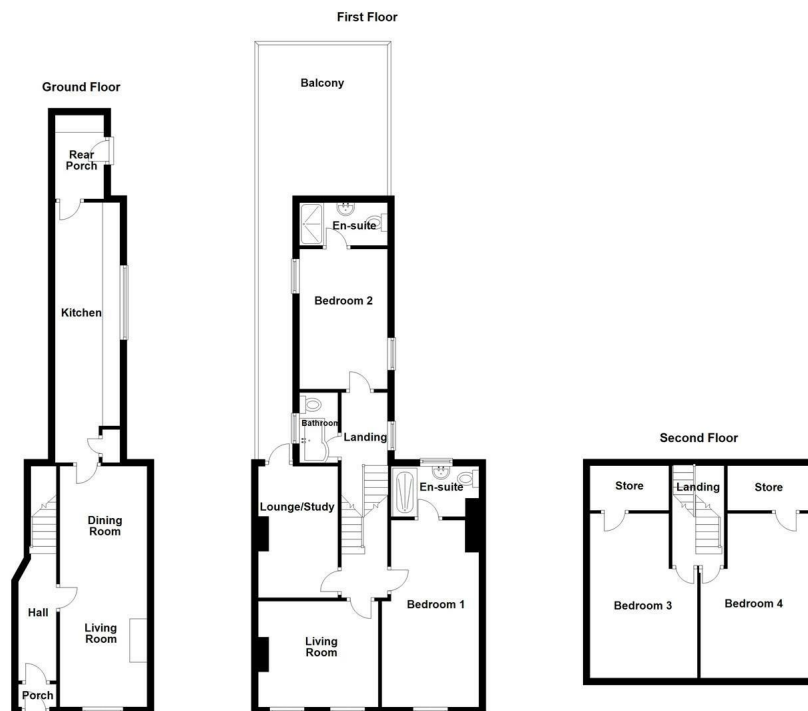 Ground Floor
Rear
Porch
Kitchen
Dining
Room
Hall
Living
Room
Porch
First Floor
Balcony
En-suite
Bedroom 2
Bathroom
Landing
En-suite
Lounge/Study
Bedroom 1
Living
Room
Second Floor
Store
Landing
Store
Bedroom 3
Bedroom 4